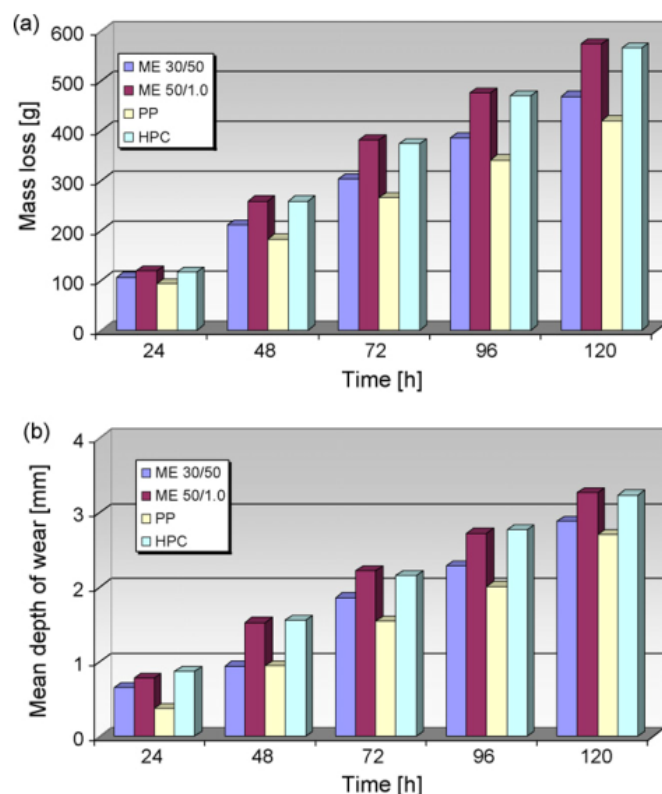 (a)
600
500
400
300
200
100
0
Mass loss [g]
ME 30/50
ME 50/1.0
PP
HPC
24 48 72 96 120
Time [h]
(b)
4
3
2
1
0
Mean depth of wear [mm]
ME 30/50
ME 50/1.0
PP
HPC
24 48 72 96 120
Time [h]